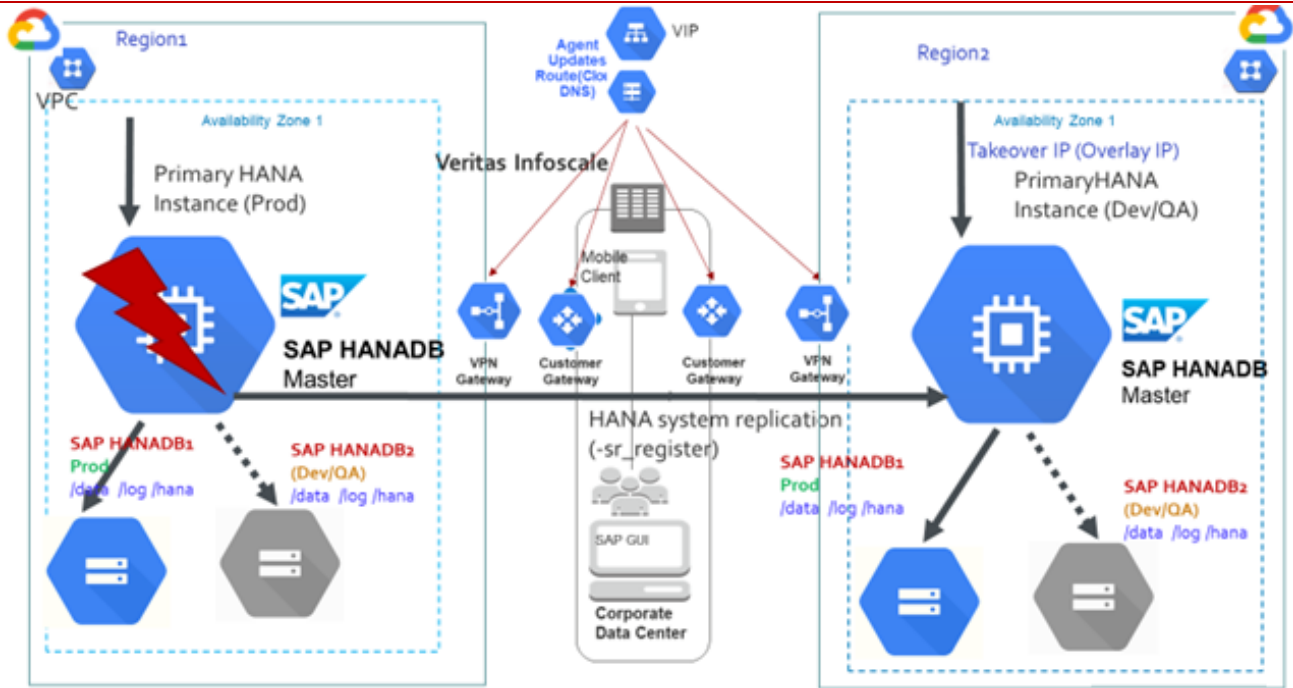 Region1
VPC
Availability Zone 1
Primary HANA
Instance (Prod)
SAP
SAP HANADB
Master
SAP HANADB1
Prod
/data /log /hana
SAP HANADB2
(Dev/QA)
/data /log /hana
VIP
Agent
Updates
Route(Clo
DNS)
Veritas Infoscale
Mobile
Client
VPN
Gateway
Customer
Gateway
Customer
Gateway
VPN
Gateway
HANA system replication
(-sr_register)
SAP GUI
Corporate
Data Center
Region2
Availability Zone 1
Takeover IP (Overlay IP)
PrimaryHANA
Instance (Dev/QA)
SAP
SAP HANADB
Master
SAP HANADB1
Prod
/data /log /hana
SAP HANADB2
(Dev/QA)
/data /log /hana